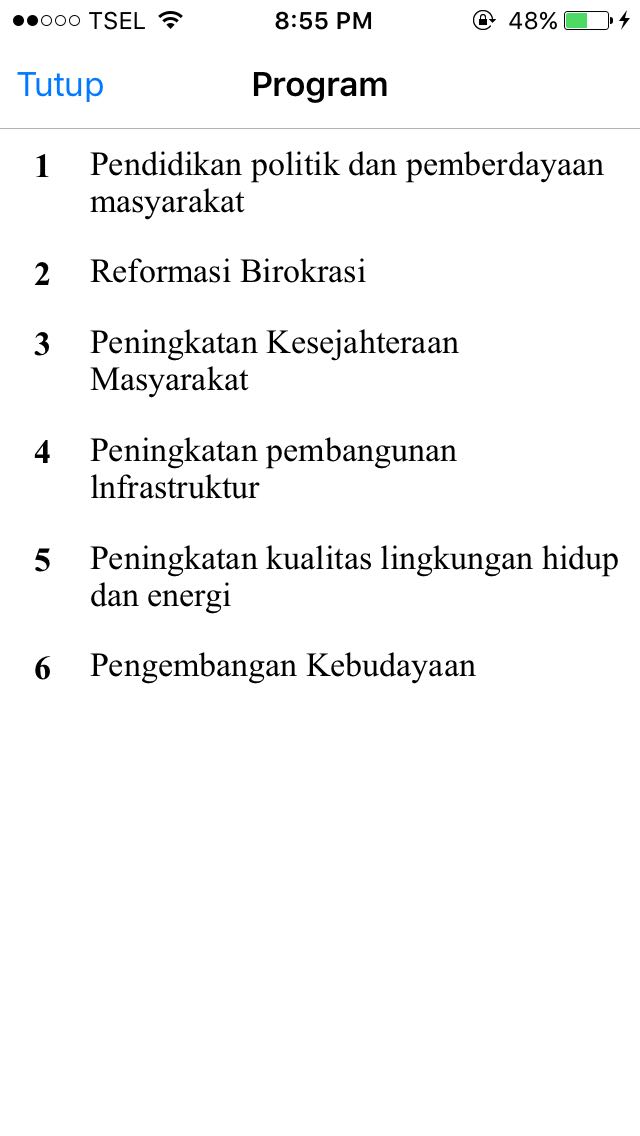 TSEL 8:55 PM 48%
Tutup Program
1 Pendidikan politik dan pemberdayaan
masyarakat
2 Reformasi Birokrasi
3 Peningkatan Kesejahteraan
Masyarakat
4 Peningkatan pembangunan
lnfrastruktur
5 Peningkatan kualitas lingkungan hidup
dan energi
6 Pengembangan Kebudayaan